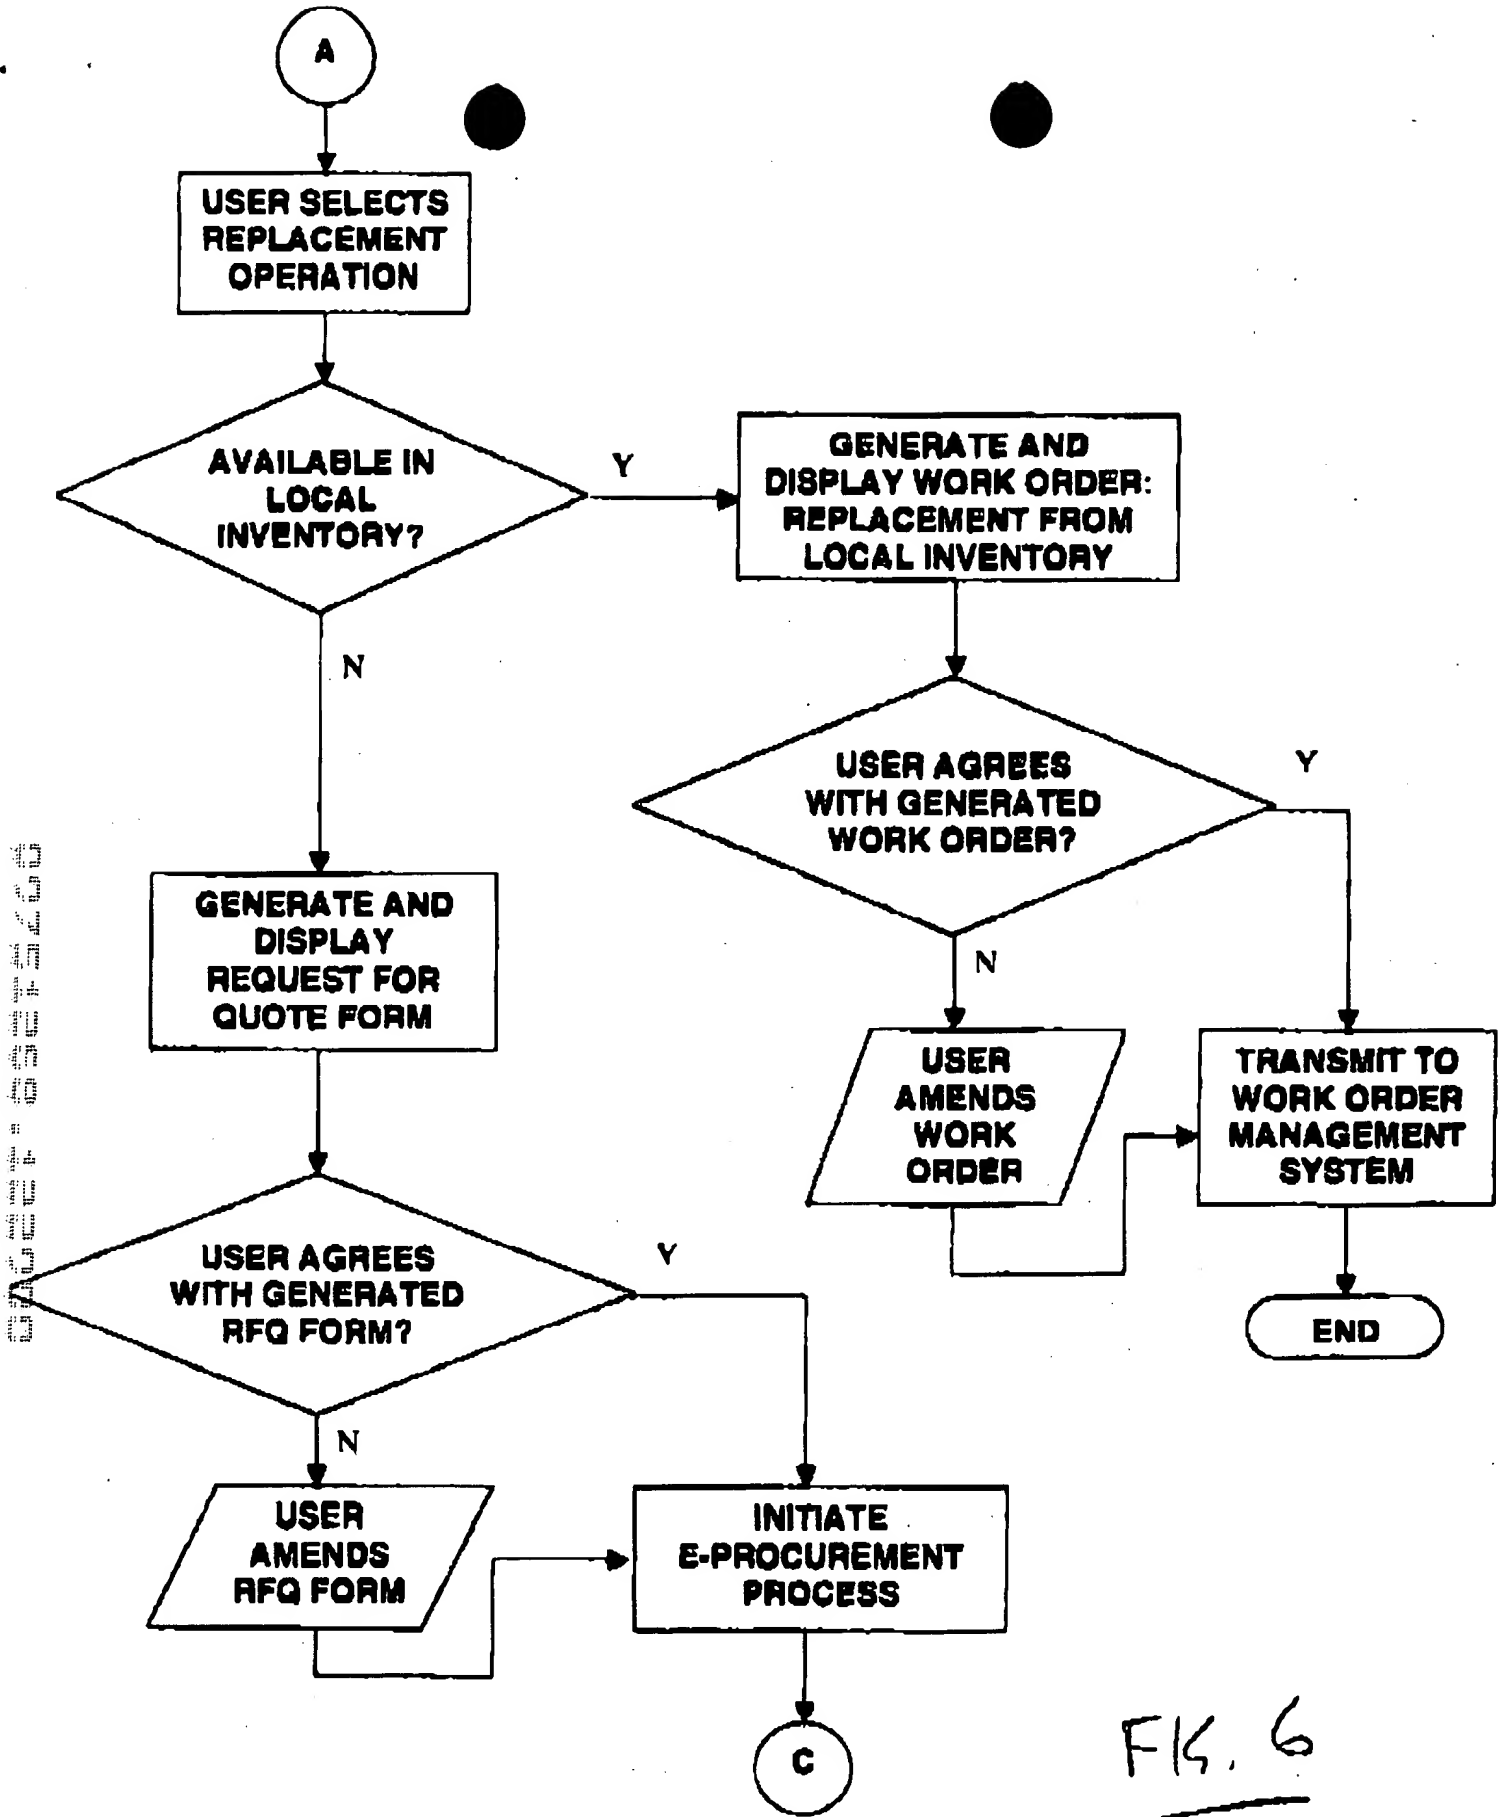 A
USER SELECTS
REPLACEMENT
OPERATION
AVAILABLE IN
LOCAL
INVENTORY?
Y
GENERATE AND
DISPLAY WORK ORDER:
REPLACEMENT FROM
LOCAL INVENTORY
N
USER AGREES
WITH GENERATED
WORK ORDER?
Y
GENERATE AND
DISPLAY
REQUEST FOR
QUOTE FORM
N
USER
AMENDS
WORK
ORDER
TRANSMIT TO
WORK ORDER
MANAGEMENT
SYSTEM
USER AGREES
WITH GENERATED
RFQ FORM?
Y
END
N
USER
AMENDS
RFQ FORM
INITIATE
E-PROCUREMENT
PROCESS
C
FIG. 6